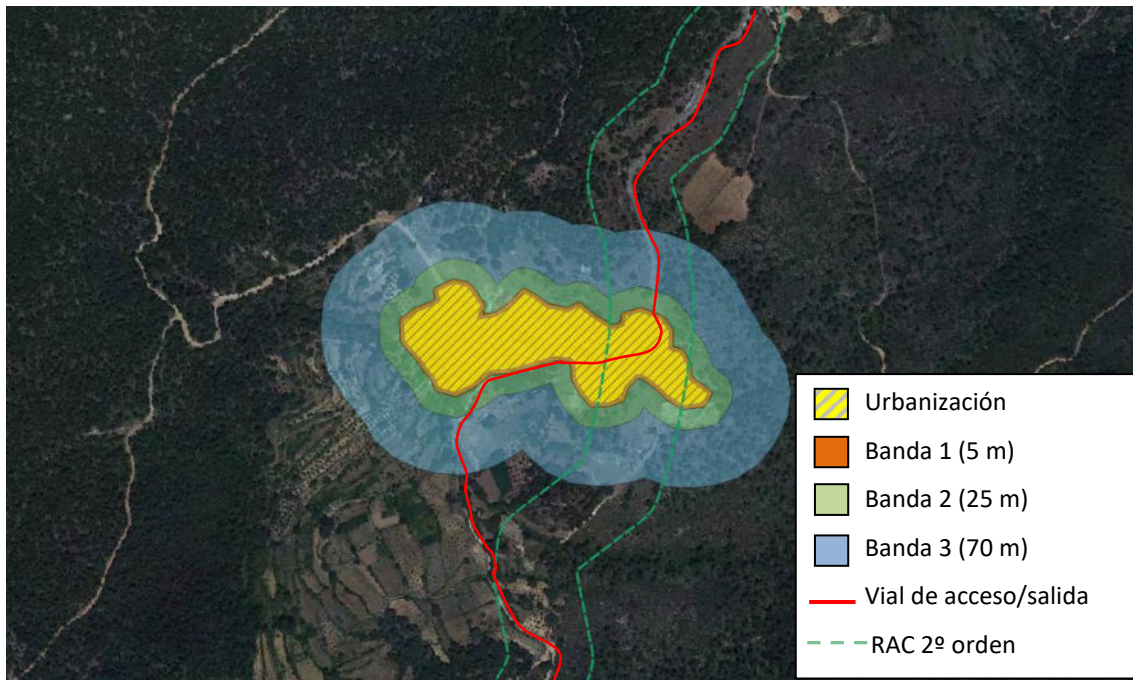 Urbanización
Banda 1 (5 m)
Banda 2 (25 m)
Banda 3 (70 m)
Vial de acceso/salida
RAC 2º orden